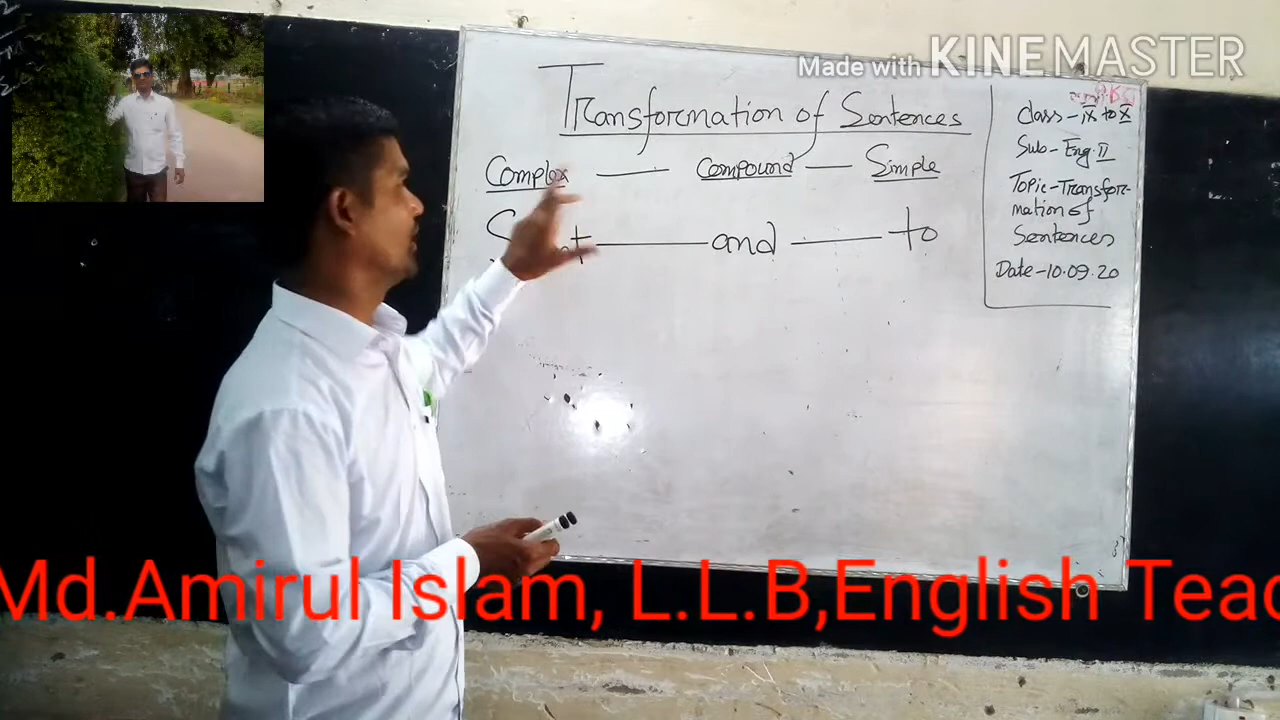 Made with KINEMASTER
Transformation of Sentences
Complex — Compound — Simple
and — to
Class - IX to X
Sub - Eng. II
Topic - Transfor-
mation of
Sentences
Date - 10.09.20
Md.Amirul Islam, L.L.B,English Teac